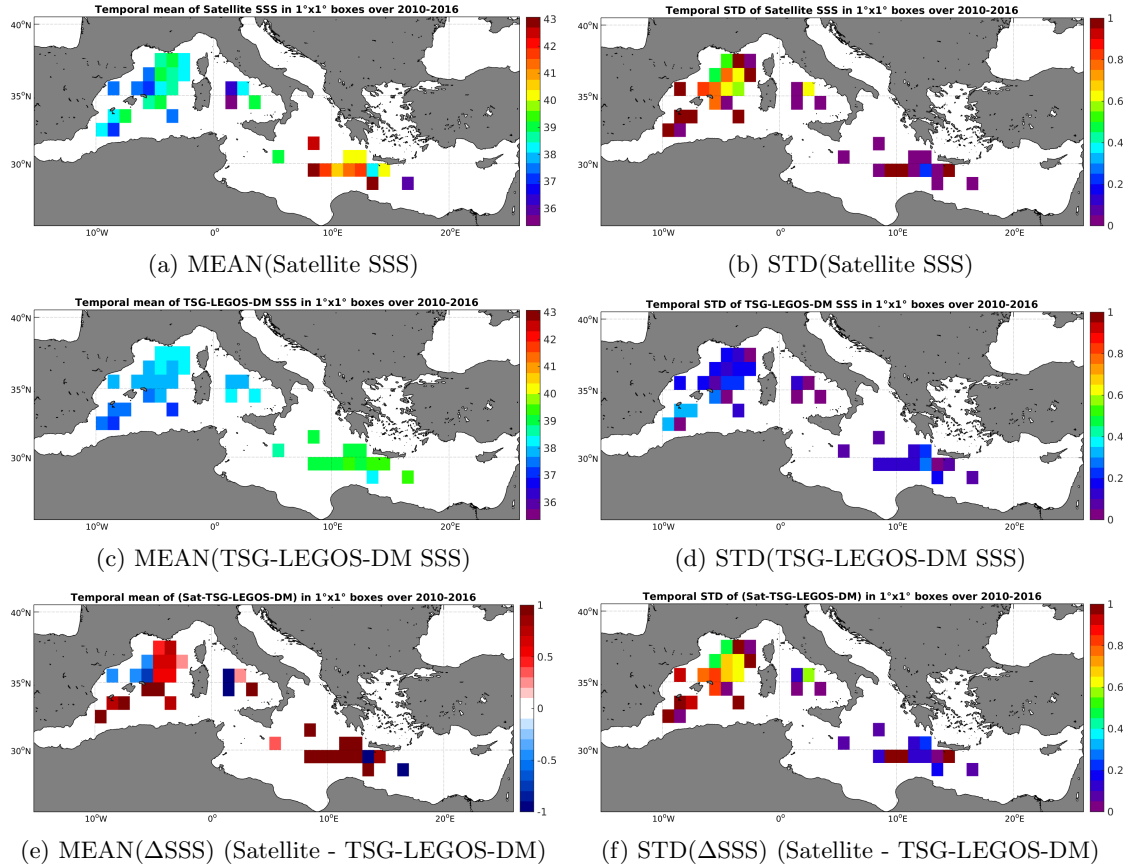 Temporal mean of Satellite SSS in 1°x1° boxes over 2010-2016
40°N
35°N
30°N
10°W
0°
10°E
20°E
43
42
41
40
39
38
37
36
(a) MEAN(Satellite SSS)
Temporal STD of Satellite SSS in 1°x1° boxes over 2010-2016
40°N
35°N
30°N
10°W
0°
10°E
20°E
1
0.8
0.6
0.4
0.2
0
(b) STD(Satellite SSS)
Temporal mean of TSG-LEGOS-DM SSS in 1°x1° boxes over 2010-2016
40°N
35°N
30°N
10°W
0°
10°E
20°E
43
42
41
40
39
38
37
36
(c) MEAN(TSG-LEGOS-DM SSS)
Temporal STD of TSG-LEGOS-DM SSS in 1°x1° boxes over 2010-2016
40°N
35°N
30°N
10°W
0°
10°E
20°E
1
0.8
0.6
0.4
0.2
0
(d) STD(TSG-LEGOS-DM SSS)
Temporal mean of (Sat-TSG-LEGOS-DM) in 1°x1° boxes over 2010-2016
40°N
35°N
30°N
10°W
0°
10°E
20°E
1
0.5
0
-0.5
-1
(e) MEAN(ΔSSS) (Satellite - TSG-LEGOS-DM)
Temporal STD of (Sat-TSG-LEGOS-DM) in 1°x1° boxes over 2010-2016
40°N
35°N
30°N
10°W
0°
10°E
20°E
1
0.8
0.6
0.4
0.2
0
(f) STD(ΔSSS) (Satellite - TSG-LEGOS-DM)